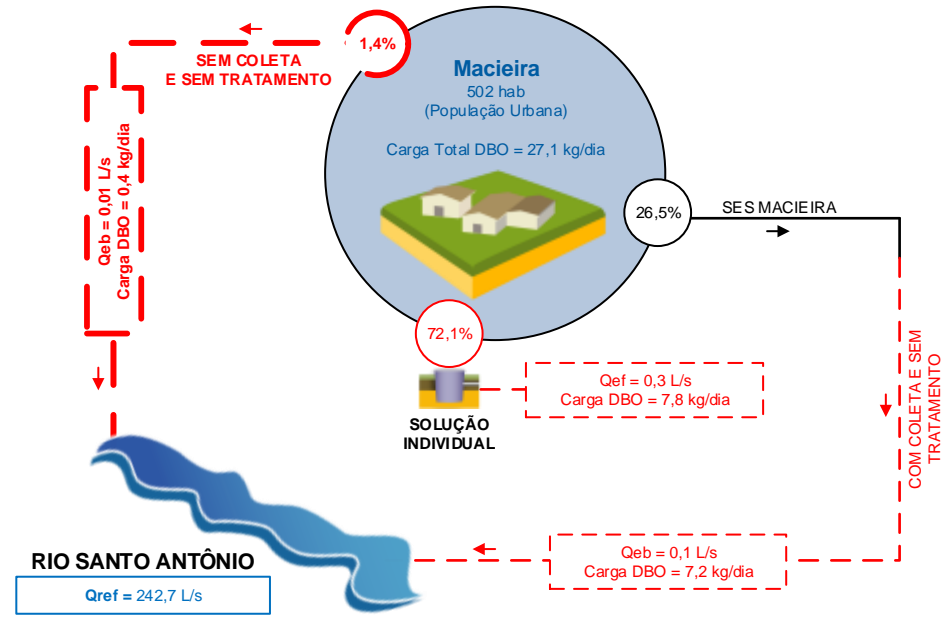 1,4%
SEM COLETA
E SEM TRATAMENTO
Macieira
502 hab
(População Urbana)
Carga Total DBO = 27,1 kg/dia
Qeb = 0,01 L/s
Carga DBO = 0,4 kg/dia
26,5%
SES MACIEIRA
72,1%
Qef = 0,3 L/s
Carga DBO = 7,8 kg/dia
SOLUÇÃO
INDIVIDUAL
COM COLETA E SEM
TRATAMENTO
Qeb = 0,1 L/s
Carga DBO = 7,2 kg/dia
RIO SANTO ANTÔNIO
Qref = 242,7 L/s